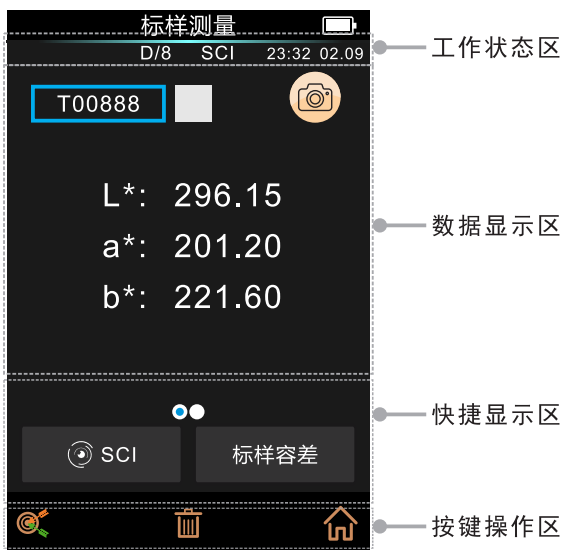 标样测量
D/8 SCI 23:32 02.09
工作状态区
T00888
L*: 296.15
a*: 201.20
b*: 221.60
数据显示区
快捷显示区
SCI 标样容差
按键操作区